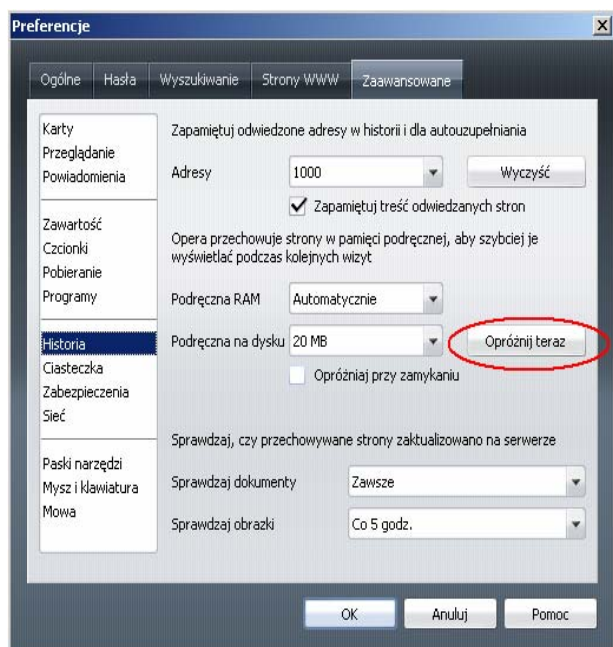 Preferencje
Ogólne Hasła Wyszukiwanie Strony WWW Zaawansowane
Karty
Przeglądanie
Powiadomienia
Zawartość
Czcionki
Pobieranie
Programy
Historia
Ciasteczka
Zabezpieczenia
Sieć
Paski narzędzi
Mysz i klawiatura
Mowa
Zapamiętuj odwiedzone adresy w historii i dla autouzupełniania
Adresy 1000 Wyczyść
Zapamiętuj treść odwiedzanych stron
Opera przechowuje strony w pamięci podręcznej, aby szybciej je
wyświetlać podczas kolejnych wizyt
Podręczna RAM Automatycznie
Podręczna na dysku 20 MB Opróżnij teraz
Opróżniaj przy zamykaniu
Sprawdzaj, czy przechowywane strony zaktualizowano na serwerze
Sprawdzaj dokumenty Zawsze
Sprawdzaj obrazki Co 5 godz.
OK Anuluj Pomoc